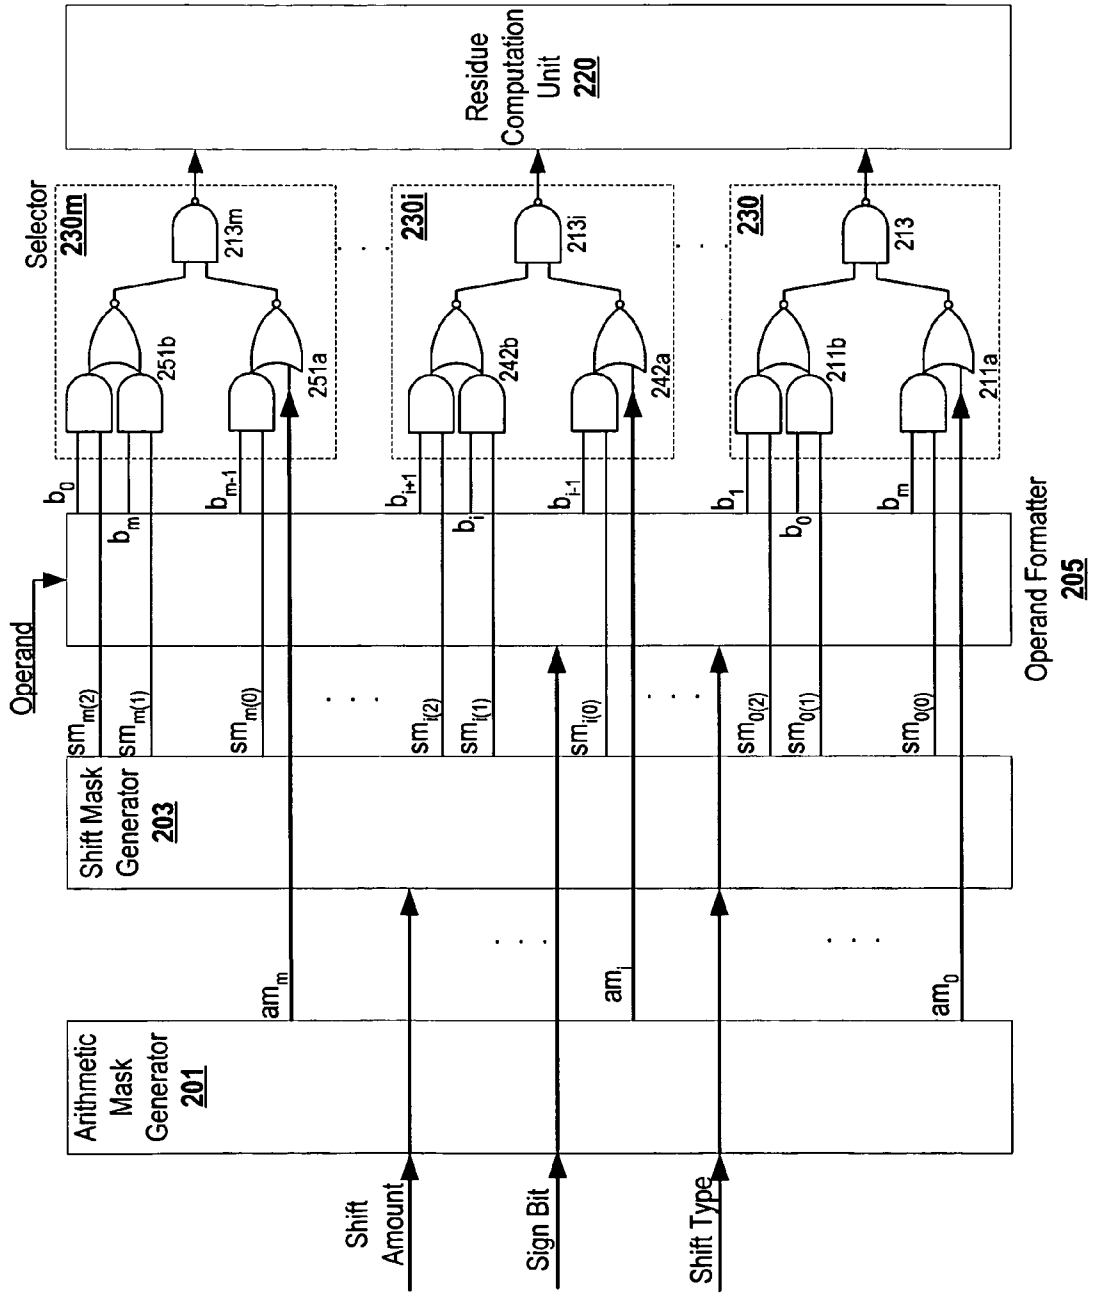 Residue
Computation
Unit
220
Selector
230m
213m
251b
251a
230i
213i
242b
242a
230
213
211b
211a
b0
bm
bm-1
bi+1
bi
bi-1
b1
b0
bm
Operand
Operand Formatter
205
smm(2)
smm(1)
smm(0)
smi(2)
smi(1)
smi(0)
sm0(2)
sm0(1)
sm0(0)
Shift Mask
Generator
203
amm
ami
am0
Arithmetic
Mask
Generator
201
Shift
Amount
Sign Bit
Shift Type